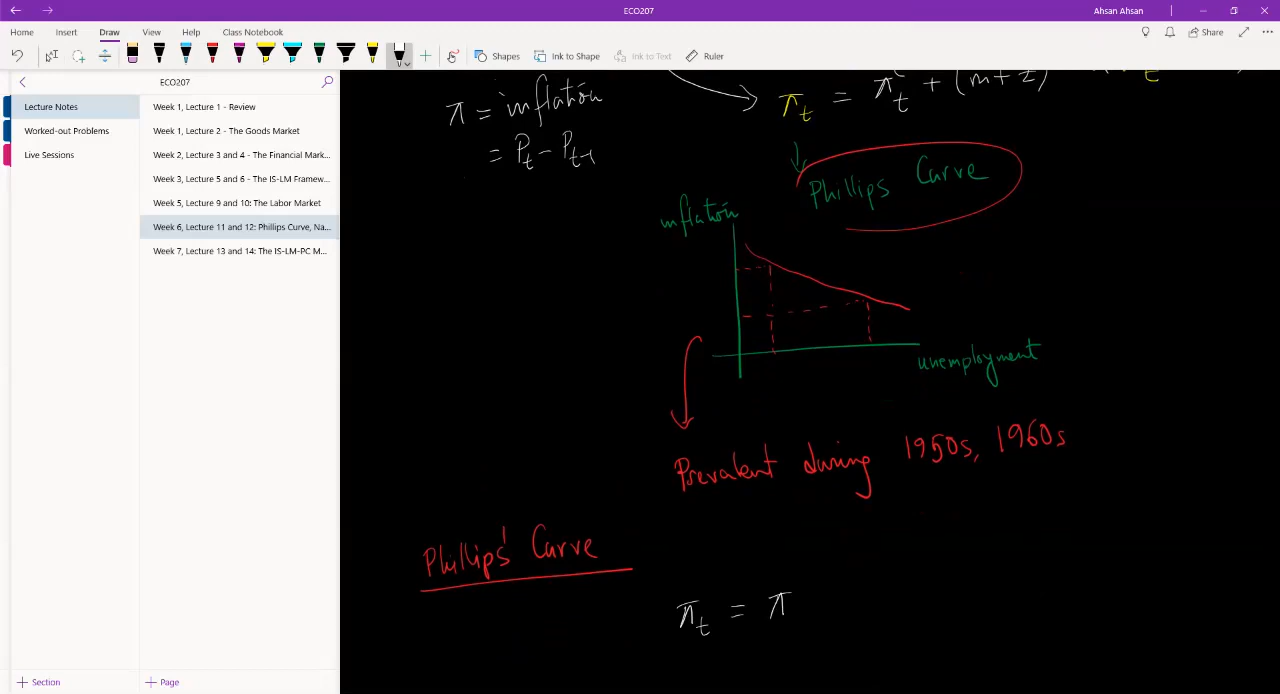 ECO207
Ahsan Ahsan
Home Insert Draw View Help Class Notebook
Share
Shapes Ink to Shape Ink to Text Ruler
ECO207
Lecture Notes
Worked-out Problems
Live Sessions
Week 1, Lecture 1 - Review
Week 1, Lecture 2 - The Goods Market
Week 2, Lecture 3 and 4 - The Financial Mark...
Week 3, Lecture 5 and 6 - The IS-LM Framew...
Week 5, Lecture 9 and 10: The Labor Market
Week 6, Lecture 11 and 12: Phillips Curve, Na...
Week 7, Lecture 13 and 14: The IS-LM-PC M...
+ Section
+ Page
π = inflation
= Pt - Pt-1
πt = πt + (m+z)
Phillips Curve
inflation
unemployment
Prevalent during 1950s, 1960s
Phillips' Curve
πt = π